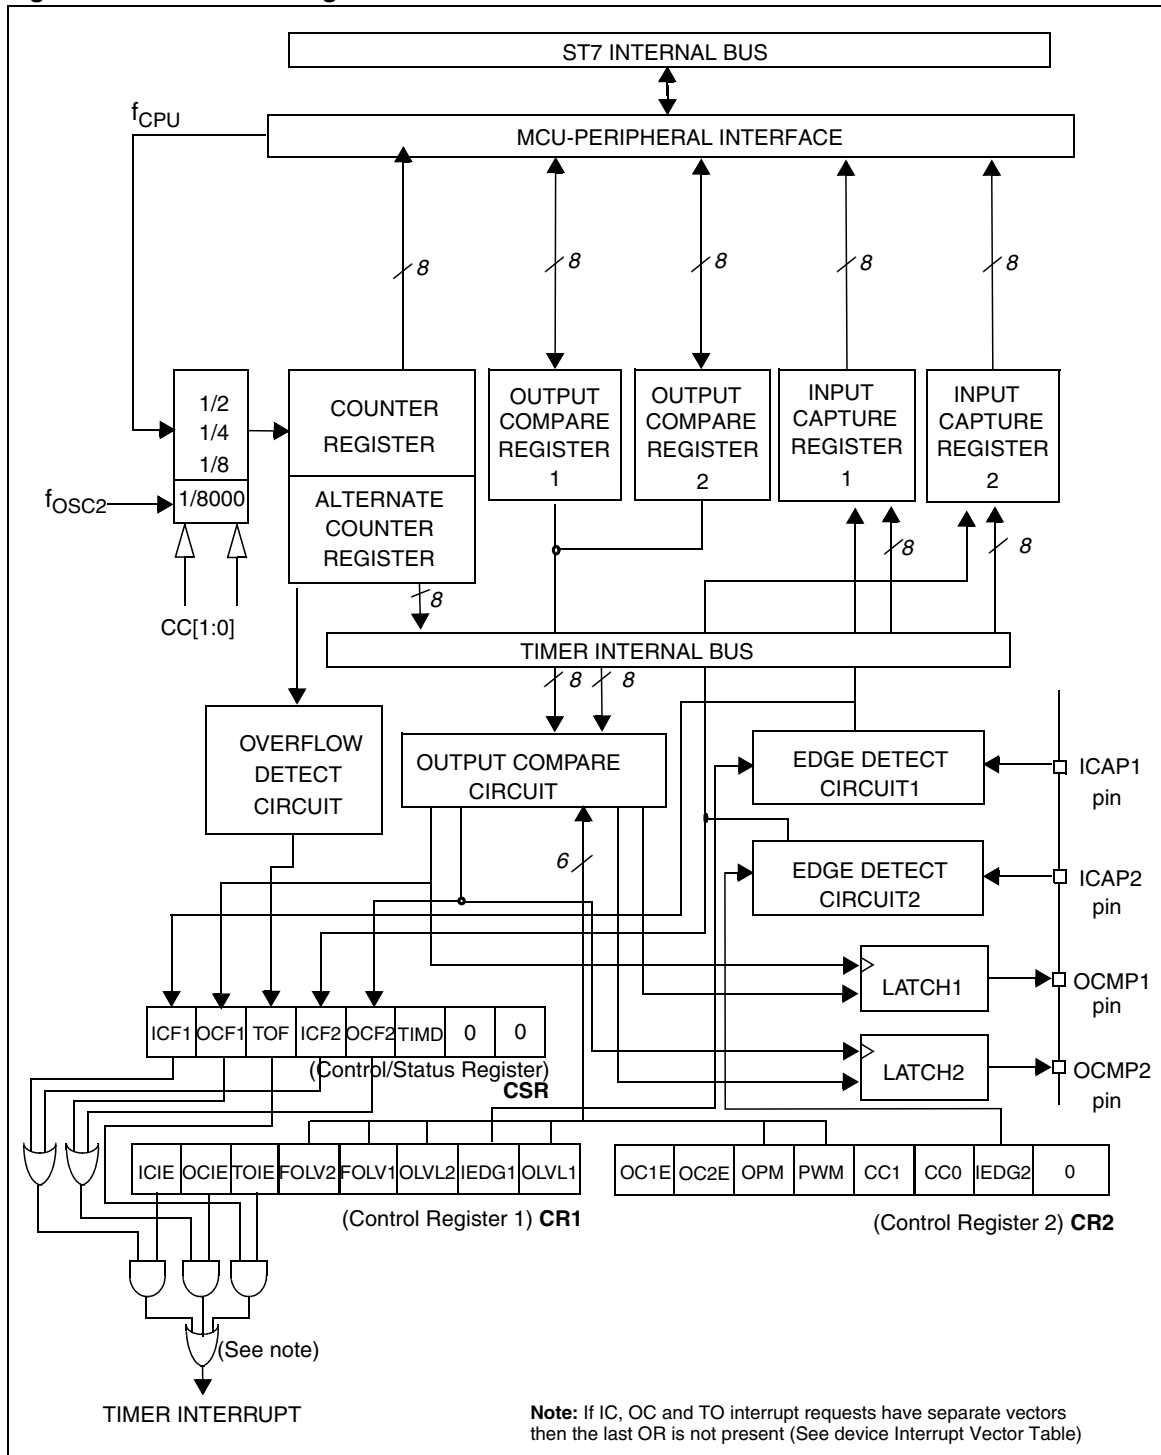 ST7 INTERNAL BUS
fCPU
MCU-PERIPHERAL INTERFACE
8
8
8
8
8
1/2
1/4
1/8
1/8000
fOSC2
CC[1:0]
COUNTER
REGISTER
ALTERNATE
COUNTER
REGISTER
OUTPUT
COMPARE
REGISTER
1
OUTPUT
COMPARE
REGISTER
2
INPUT
CAPTURE
REGISTER
1
INPUT
CAPTURE
REGISTER
2
8
8
8
TIMER INTERNAL BUS
8
8
OVERFLOW
DETECT
CIRCUIT
OUTPUT COMPARE
CIRCUIT
6
EDGE DETECT
CIRCUIT1
ICAP1
pin
EDGE DETECT
CIRCUIT2
ICAP2
pin
LATCH1
OCMP1
pin
LATCH2
OCMP2
pin
ICF1 OCF1 TOF ICF2 OCF2 TIMD 0 0
(Control/Status Register)
CSR
ICIE OCIE TOIE FOLV2 FOLV1 OLVL2 IEDG1 OLVL1
(Control Register 1) CR1
OC1E OC2E OPM PWM CC1 CC0 IEDG2 0
(Control Register 2) CR2
(See note)
TIMER INTERRUPT
Note: If IC, OC and TO interrupt requests have separate vectors
then the last OR is not present (See device Interrupt Vector Table)